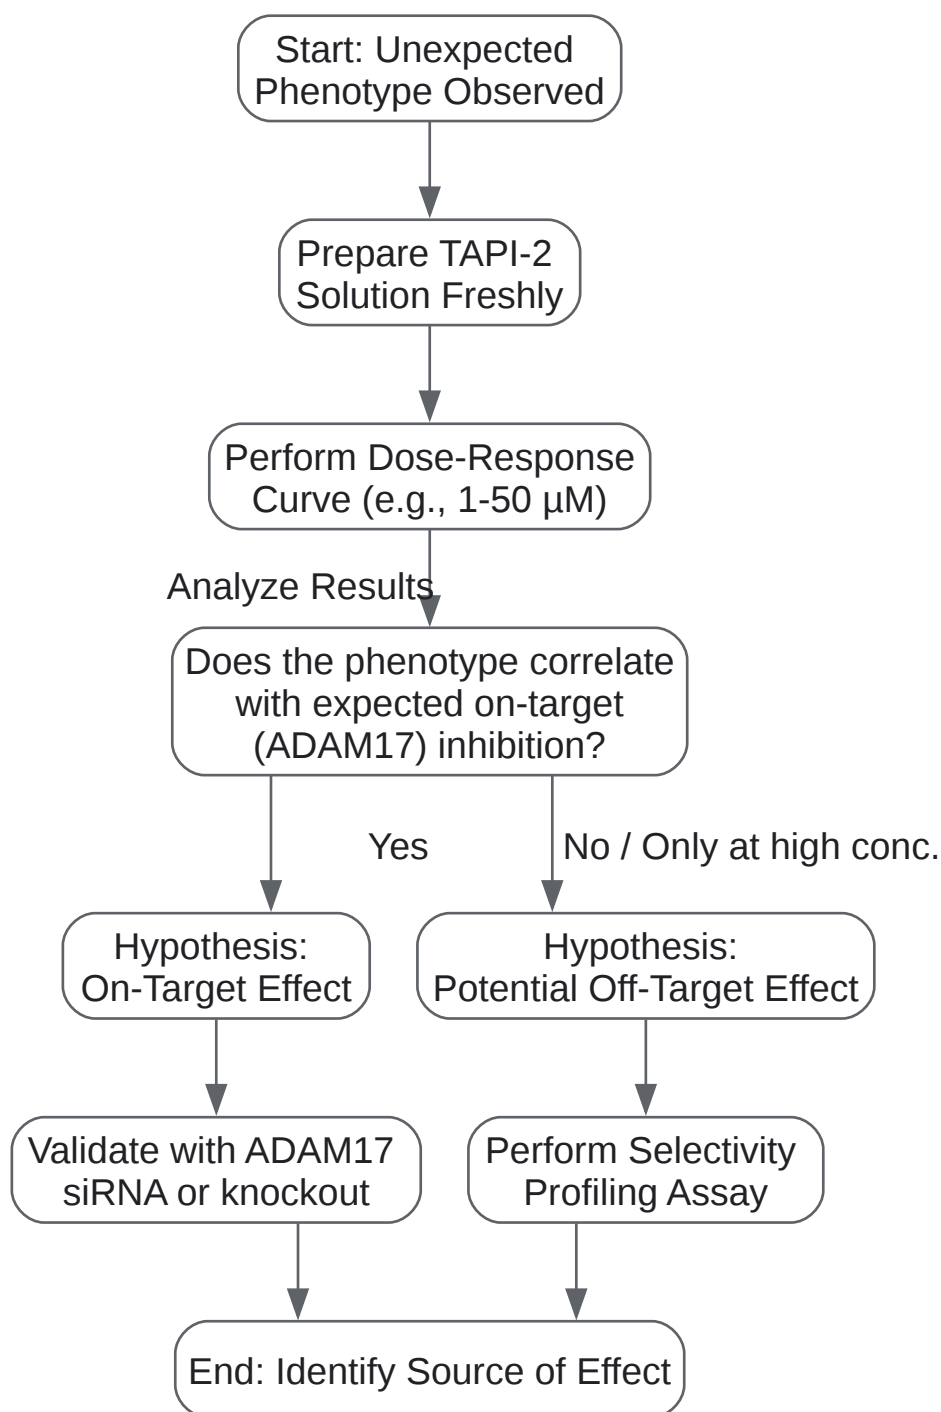 Start: Unexpected
Phenotype Observed
Prepare TAPI-2
Solution Freshly
Perform Dose-Response
Curve (e.g., 1-50 µM)
Analyze Results
Does the phenotype correlate
with expected on-target
(ADAM17) inhibition?
Yes
No / Only at high conc.
Hypothesis:
On-Target Effect
Hypothesis:
Potential Off-Target Effect
Validate with ADAM17
siRNA or knockout
Perform Selectivity
Profiling Assay
End: Identify Source of Effect